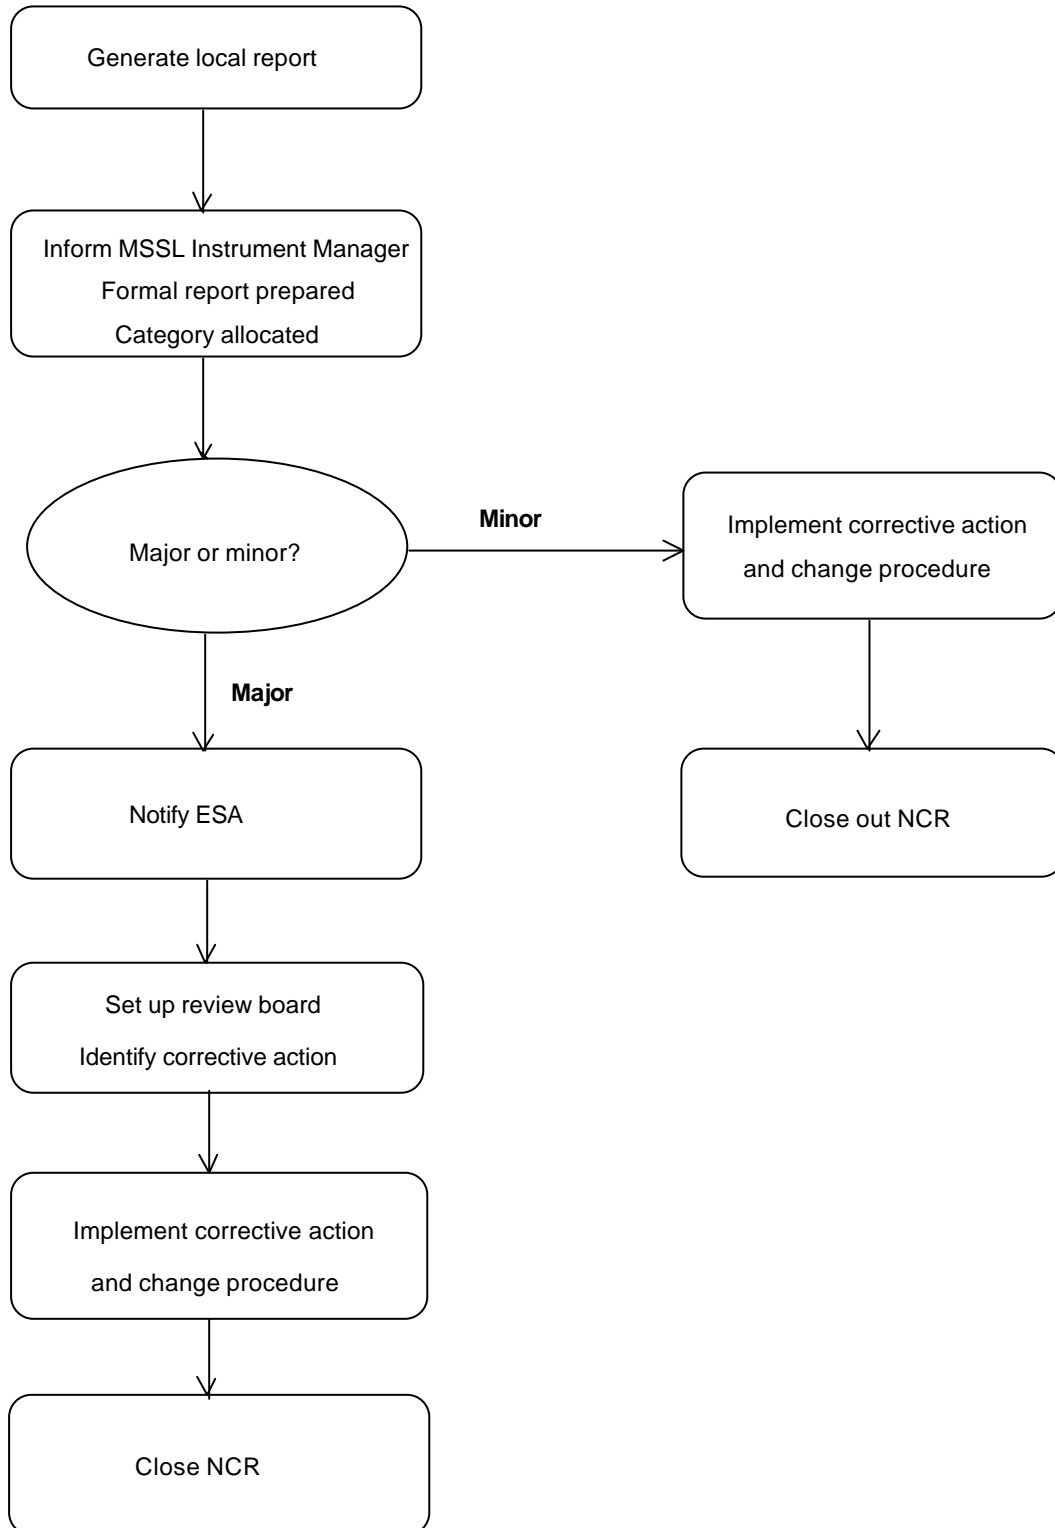 Generate local report
Inform MSSL Instrument Manager
Formal report prepared
Category allocated
Major or minor?
Minor
Implement corrective action
and change procedure
Close out NCR
Major
Notify ESA
Set up review board
Identify corrective action
Implement corrective action
and change procedure
Close NCR